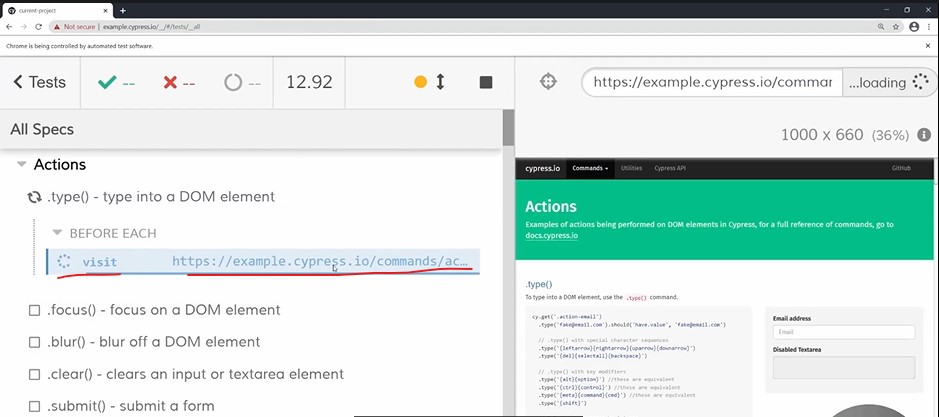 current-project
Not secure | example.cypress.io/__/#/tests/__all
Chrome is being controlled by automated test software.
Tests
--
--
--
12.92
https://example.cypress.io/commar
...loading
All Specs
1000 x 660 (36%)
Actions
.type() - type into a DOM element
BEFORE EACH
visit https://example.cypress.io/commands/ac…
.focus() - focus on a DOM element
.blur() - blur off a DOM element
.clear() - clears an input or textarea element
.submit() - submit a form
cypress.io
Commands
Utilities
Cypress API
GitHub
Actions
Examples of actions being performed on DOM elements in Cypress, for a full reference of commands, go to
docs.cypress.io
.type()
To type into a DOM element, use the .type() command.
cy.get('.action-email')
.type('fake@email.com').should('have.value', 'fake@email.com')
// .type() with special character sequences
.type('{leftarrow}{rightarrow}{uparrow}{downarrow}')
.type('{del}{selectall}{backspace}')
// .type() with key modifiers
.type('{alt}{option}') //these are equivalent
.type('{ctrl}{control}') //these are equivalent
.type('{meta}{command}{cmd}') //these are equivalent
.type('{shift}')
Email address
Email
Disabled Textarea